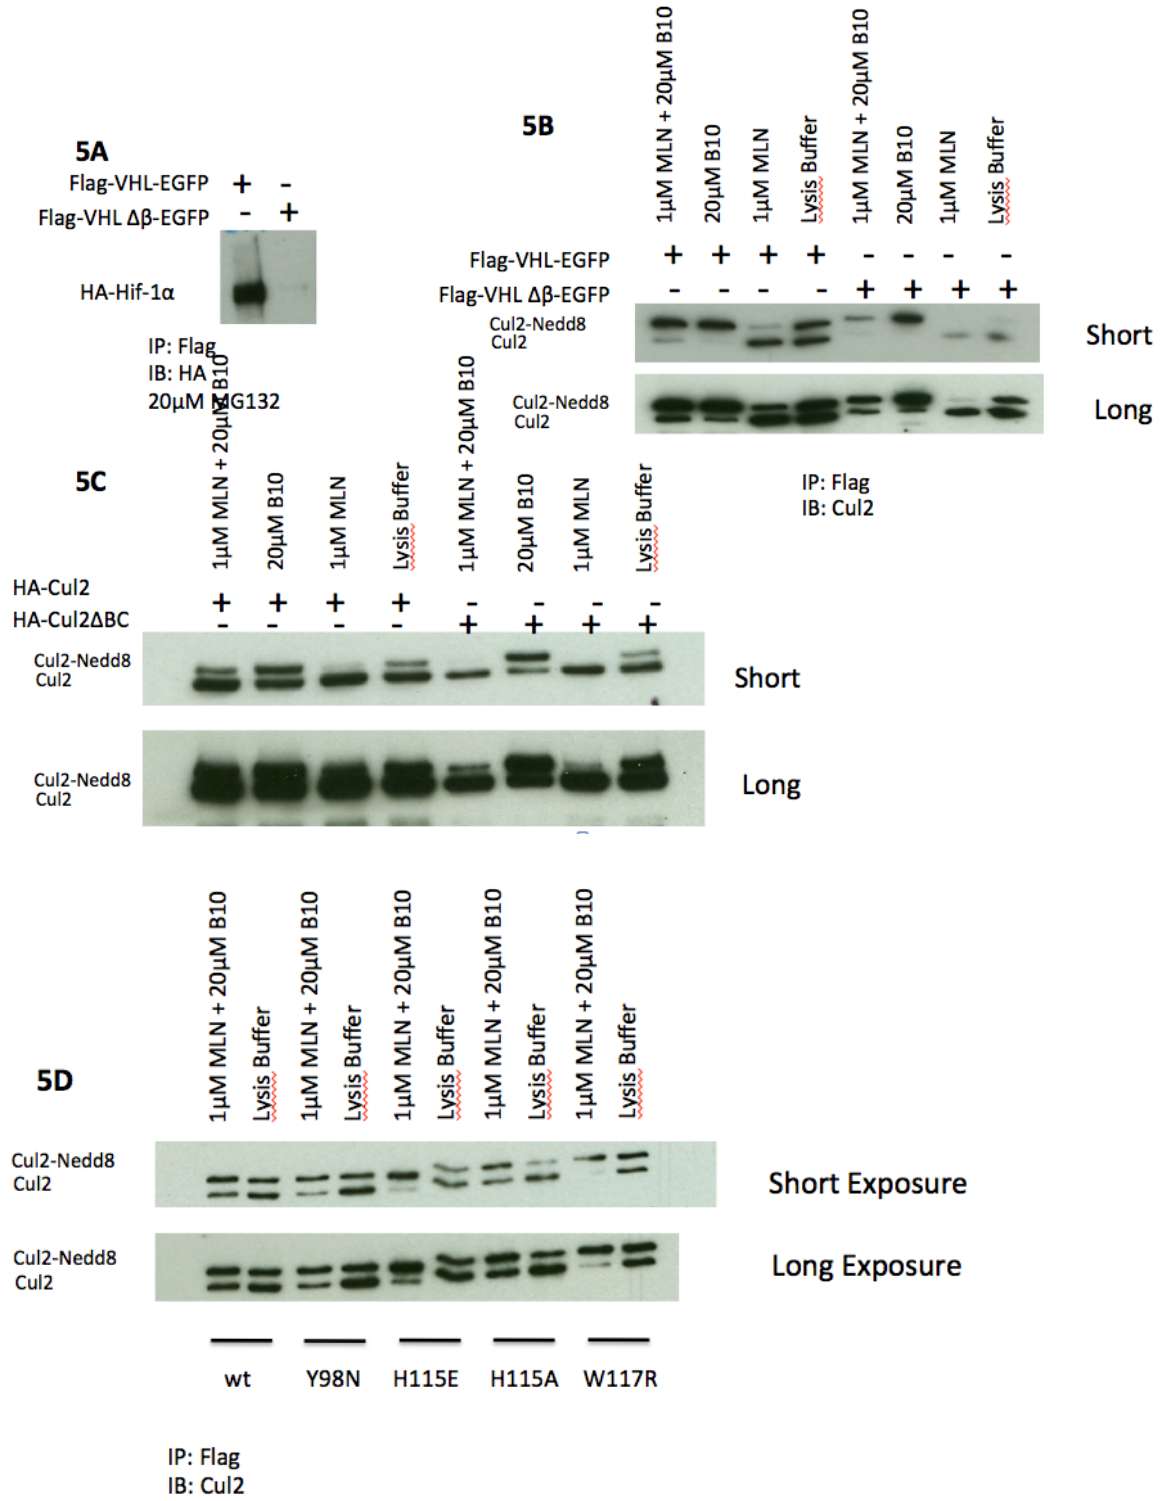 5A
Flag-VHL-EGFP + -
Flag-VHL Δβ-EGFP - +
HA-Hif-1α
IP: Flag
IB: HA
20μM MG132
5B
1μM MLN + 20μM B10
20μM B10
1μM MLN
Lysis Buffer
1μM MLN + 20μM B10
20μM B10
1μM MLN
Lysis Buffer
Flag-VHL-EGFP + + + + - - - -
Flag-VHL Δβ-EGFP - - - - + + + +
Cul2-Nedd8
Cul2
Short
Cul2-Nedd8
Cul2
Long
IP: Flag
IB: Cul2
5C
1μM MLN + 20μM B10
20μM B10
1μM MLN
Lysis Buffer
1μM MLN + 20μM B10
20μM B10
1μM MLN
Lysis Buffer
HA-Cul2 + + + + - - - -
HA-Cul2ΔBC - - - - + + + +
Cul2-Nedd8
Cul2
Short
Cul2-Nedd8
Cul2
Long
5D
1μM MLN + 20μM B10
Lysis Buffer
1μM MLN + 20μM B10
Lysis Buffer
1μM MLN + 20μM B10
Lysis Buffer
1μM MLN + 20μM B10
Lysis Buffer
1μM MLN + 20μM B10
Lysis Buffer
Cul2-Nedd8
Cul2
Short Exposure
Cul2-Nedd8
Cul2
Long Exposure
wt Y98N H115E H115A W117R
IP: Flag
IB: Cul2